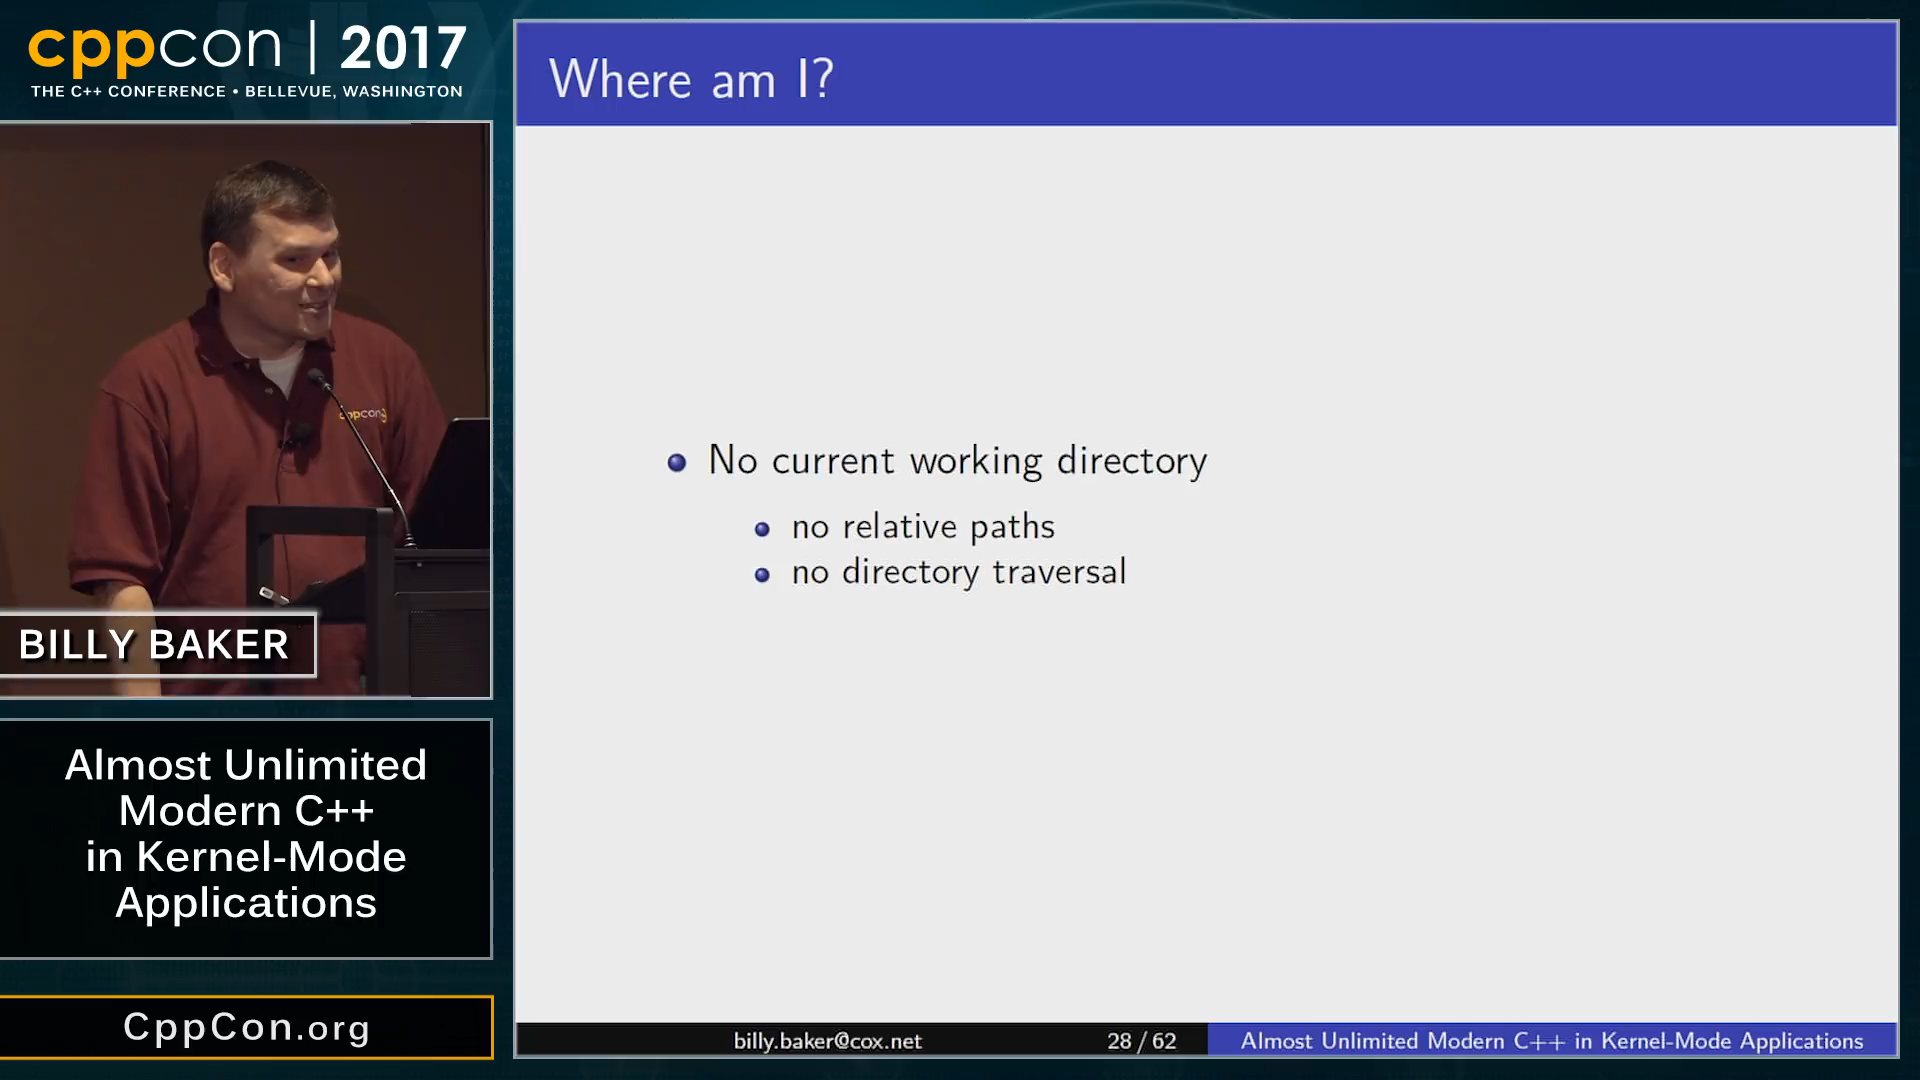 cppcon | 2017
THE C++ CONFERENCE • BELLEVUE, WASHINGTON
cppcon
BILLY BAKER
Almost Unlimited
Modern C++
in Kernel-Mode
Applications
CppCon.org
Where am I?
No current working directory
no relative paths
no directory traversal
billy.baker@cox.net 28 / 62 Almost Unlimited Modern C++ in Kernel-Mode Applications